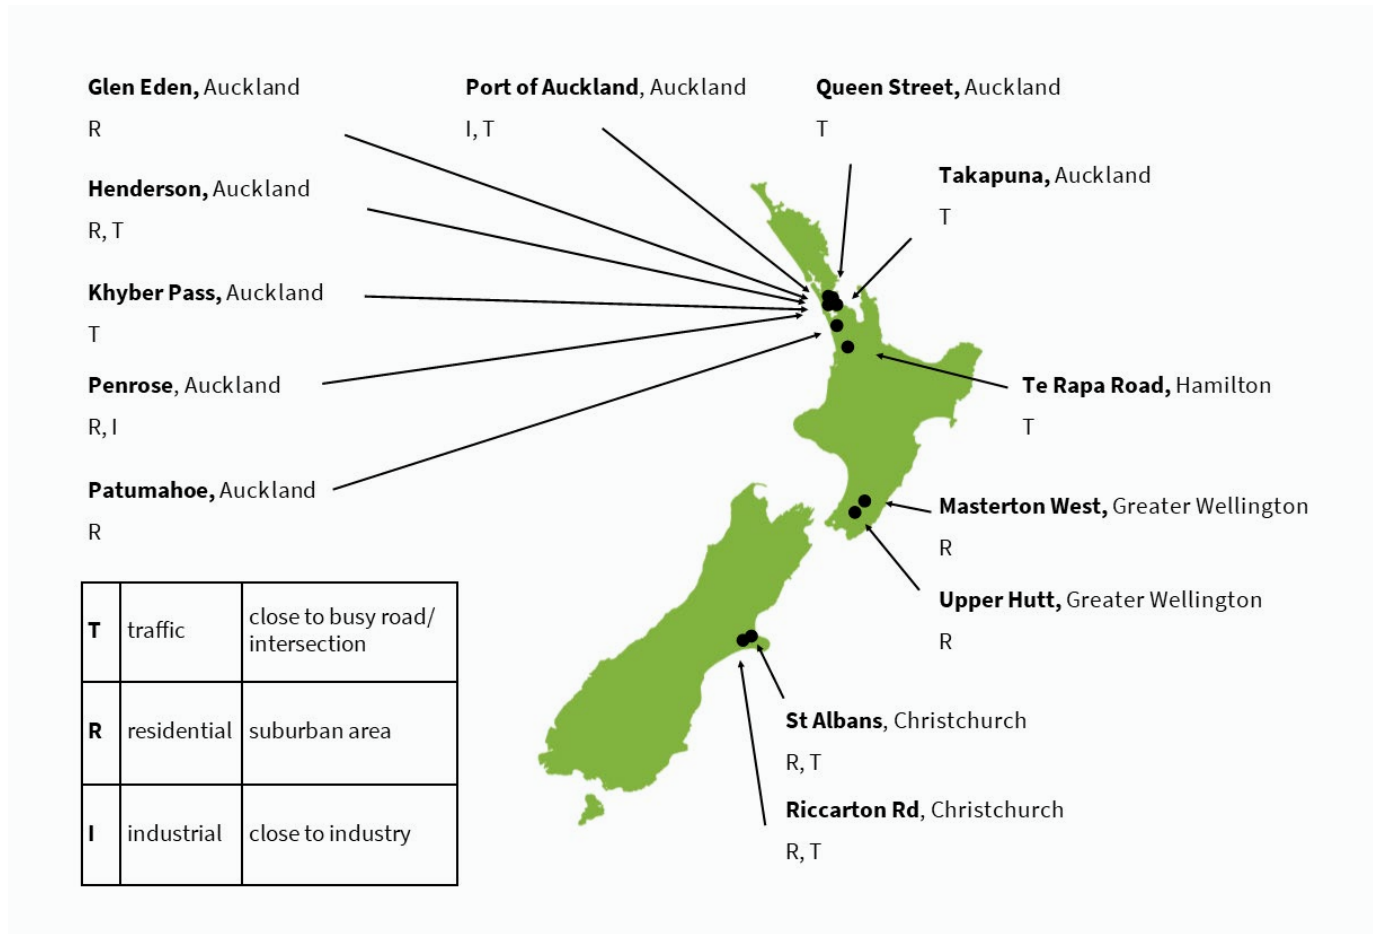 Glen Eden, Auckland
R
Port of Auckland, Auckland
I, T
Queen Street, Auckland
T
Takapuna, Auckland
T
Henderson, Auckland
R, T
Khyber Pass, Auckland
T
Penrose, Auckland
R, I
Patumahoe, Auckland
R
Te Rapa Road, Hamilton
T
Masterton West, Greater Wellington
R
Upper Hutt, Greater Wellington
R
St Albans, Christchurch
R, T
Riccarton Rd, Christchurch
R, T
T traffic close to busy road/
intersection
R residential suburban area
I industrial close to industry